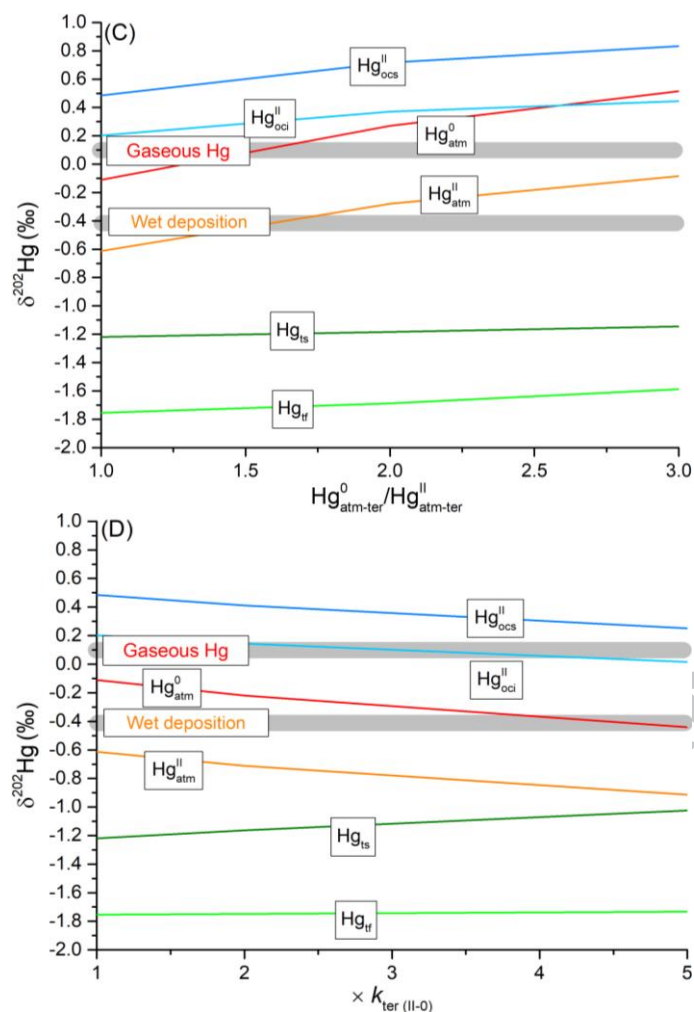 (C)
1.0
0.8
0.6
0.4
0.2
0.0
-0.2
-0.4
-0.6
-0.8
-1.0
-1.2
-1.4
-1.6
-1.8
-2.0
δ²⁰²Hg (‰)
Hg^II_ocs
Hg^II_oci
Hg^0_atm
Gaseous Hg
Hg^II_atm
Wet deposition
Hg_ts
Hg_tf
1.0 1.5 2.0 2.5 3.0
Hg^0_atm-ter/Hg^II_atm-ter
(D)
1.0
0.8
0.6
0.4
0.2
0.0
-0.2
-0.4
-0.6
-0.8
-1.0
-1.2
-1.4
-1.6
-1.8
-2.0
δ²⁰²Hg (‰)
Hg^II_ocs
Gaseous Hg
Hg^II_oci
Hg^0_atm
Wet deposition
Hg^II_atm
Hg_ts
Hg_tf
1 2 3 4 5
× k_ter (II-0)